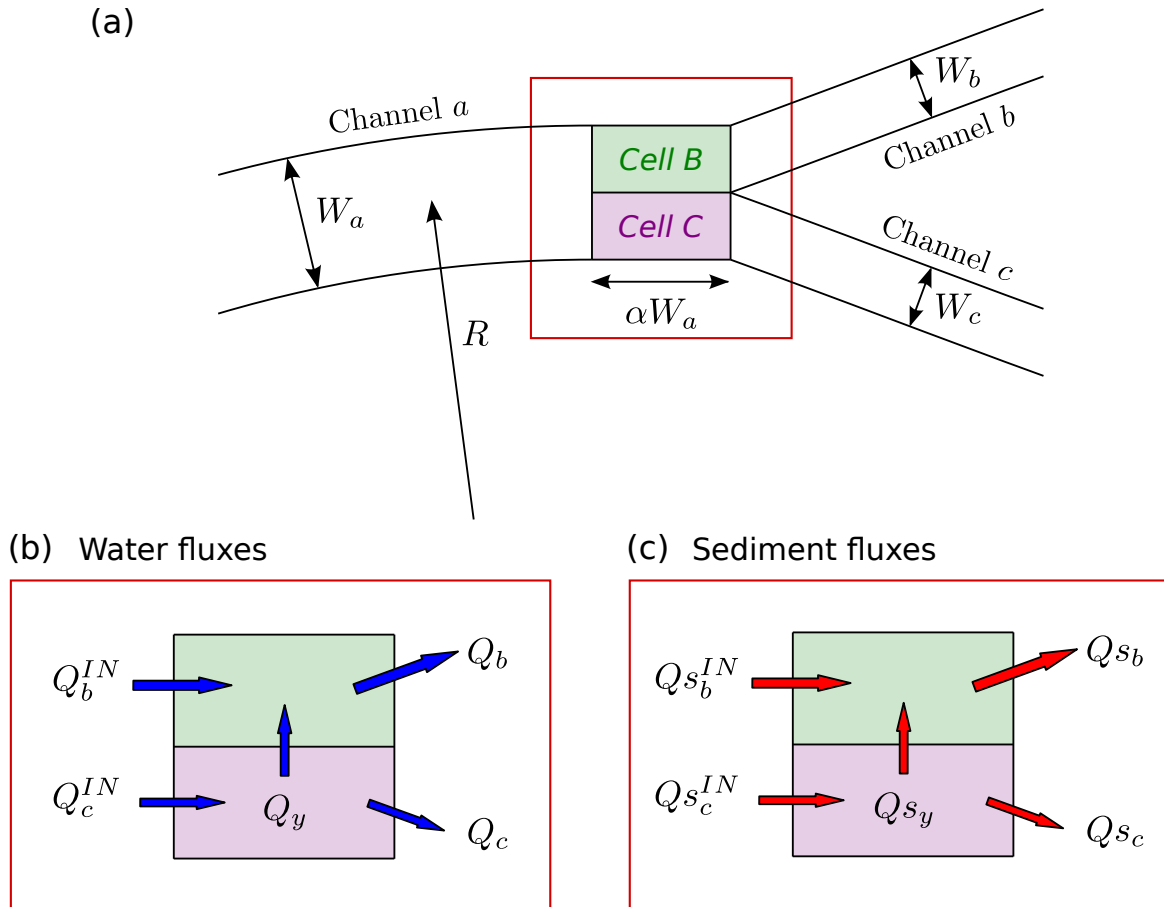 (a)
Channel a
W_a
R
Cell B
Cell C
αW_a
W_b
Channel b
Channel c
W_c
(b) Water fluxes
Q_b^{IN}
Q_b
Q_c^{IN}
Q_y
Q_c
(c) Sediment fluxes
Qs_b^{IN}
Qs_b
Qs_c^{IN}
Qs_y
Qs_c